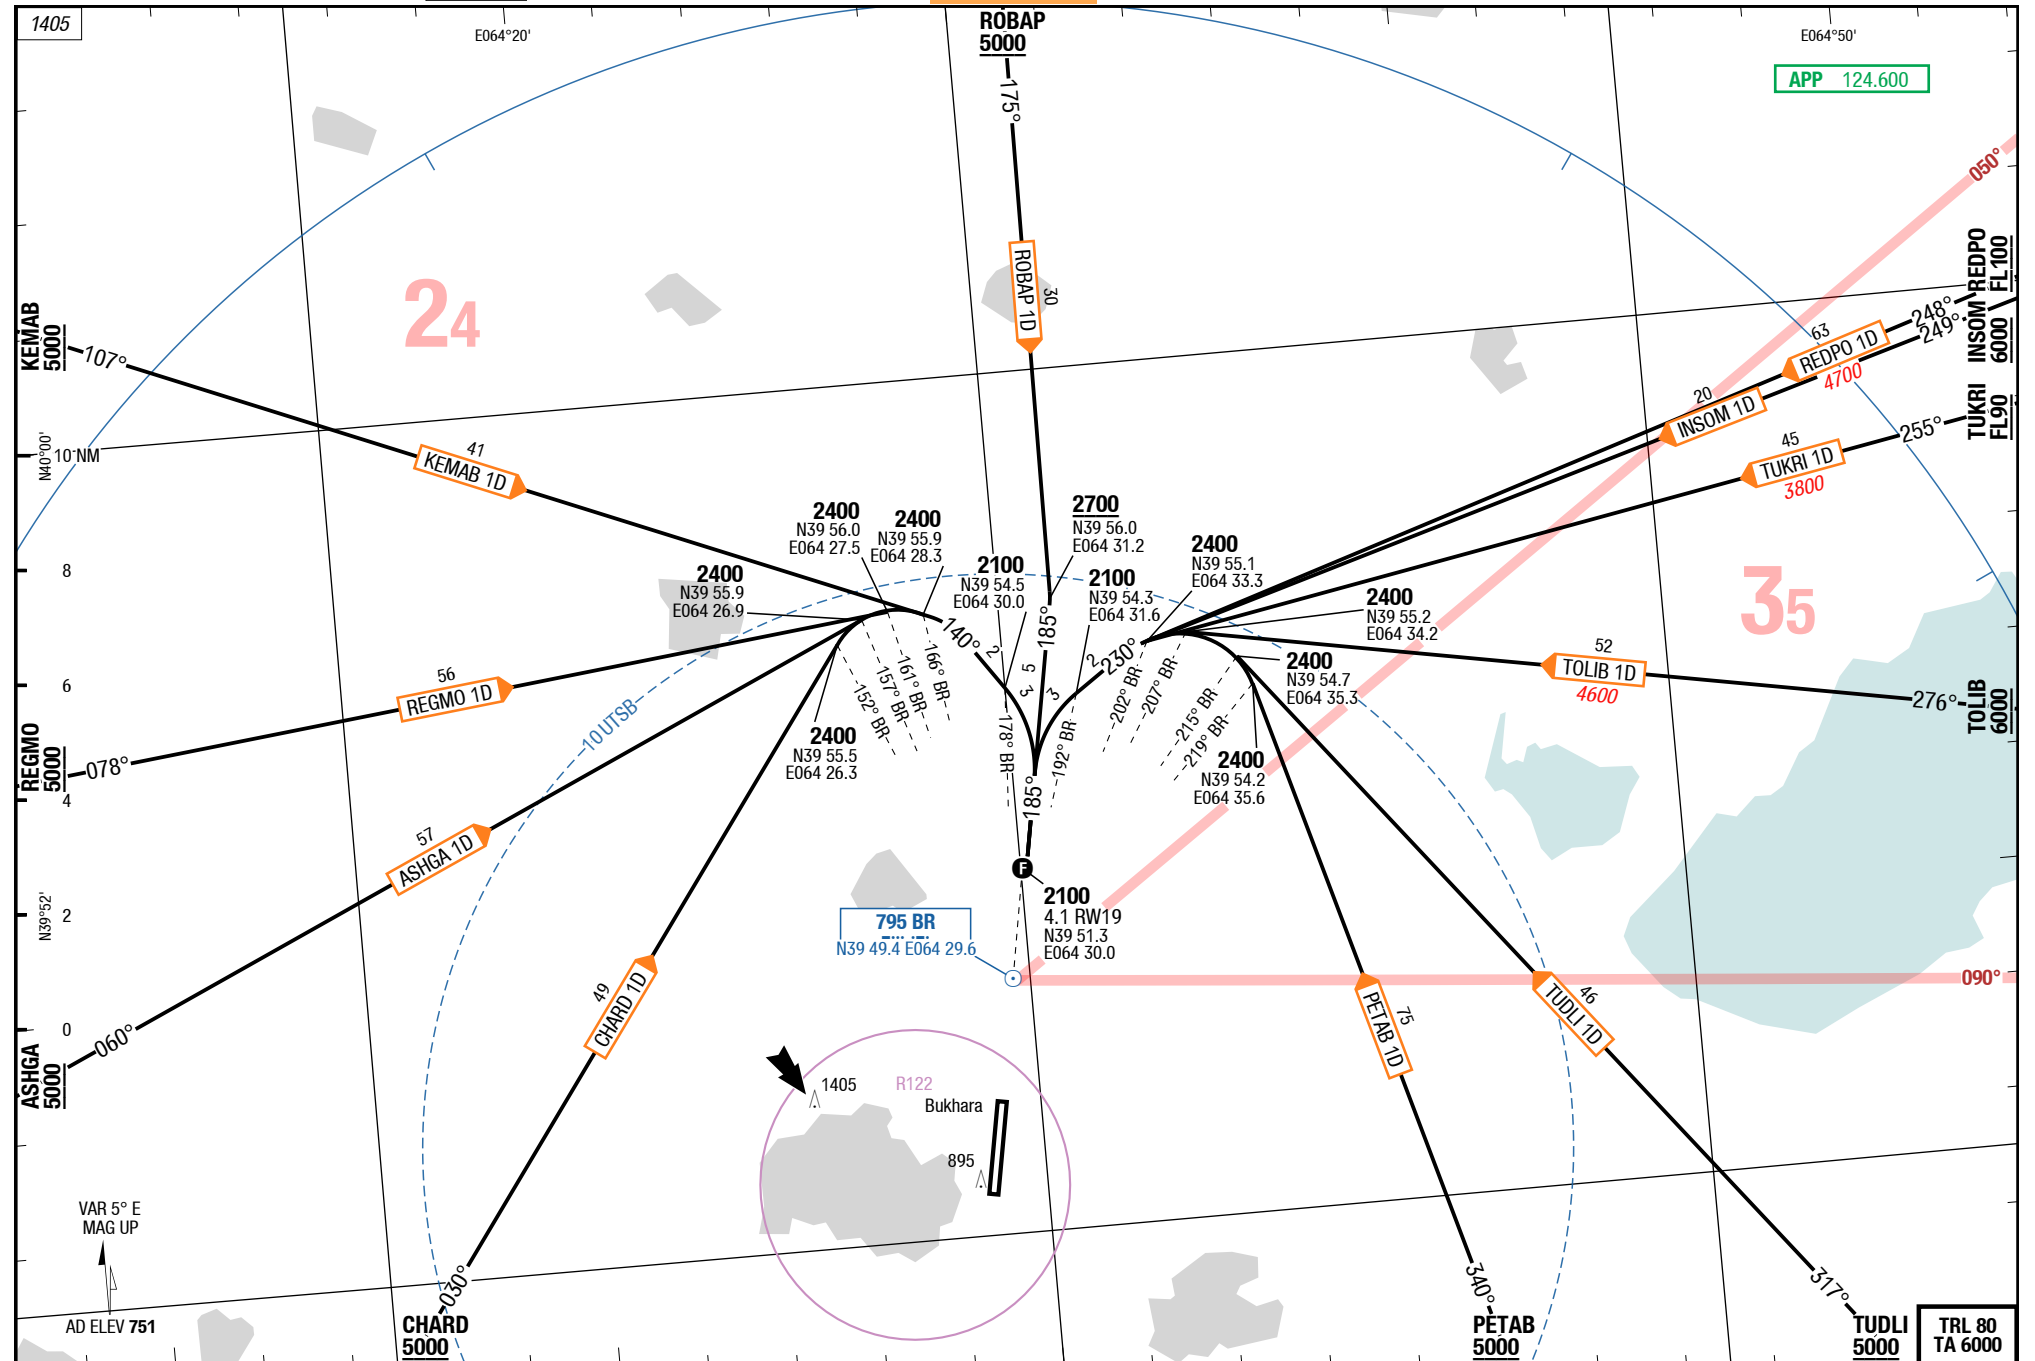 1405
E064°20'
ROBAP
5000
E064°50'
APP 124.600
175°
050°
ROBAP 1D
30
24
35
KEMAB
5000
107°
41
KEMAB 1D
REDPO
FL100
INSOM
6000
248°
249°
63
REDPO 1D
4700
20
INSOM 1D
TUKRI
FL90
255°
45
TUKRI 1D
3800
N40°00'
10 NM
8
6
4
2
0
N39°52'
2400
N39 56.0
E064 27.5
2400
N39 55.9
E064 28.3
2400
N39 55.9
E064 26.9
2100
N39 54.5
E064 30.0
2700
N39 56.0
E064 31.2
2100
N39 54.3
E064 31.6
2400
N39 55.1
E064 33.3
2400
N39 55.2
E064 34.2
2400
N39 54.7
E064 35.3
2400
N39 54.2
E064 35.6
2400
N39 55.5
E064 26.3
140°
2
3
5
185°
3
2
230°
185°
152° BR
157° BR
161° BR
166° BR
178° BR
192° BR
202° BR
207° BR
215° BR
219° BR
52
TOLIB 1D
4600
276°
TOLIB
6000
56
REGMO 1D
078°
REGMO
5000
10 UTSB
57
ASHGA 1D
060°
ASHGA
5000
49
CHARD 1D
030°
CHARD
5000
F
2100
4.1 RW19
N39 51.3
E064 30.0
795 BR
N39 49.4 E064 29.6
090°
75
PETAB 1D
340°
PETAB
5000
46
TUDLI 1D
317°
TUDLI
5000
1405
R122
Bukhara
895
VAR 5° E
MAG UP
AD ELEV 751
TRL 80
TA 6000